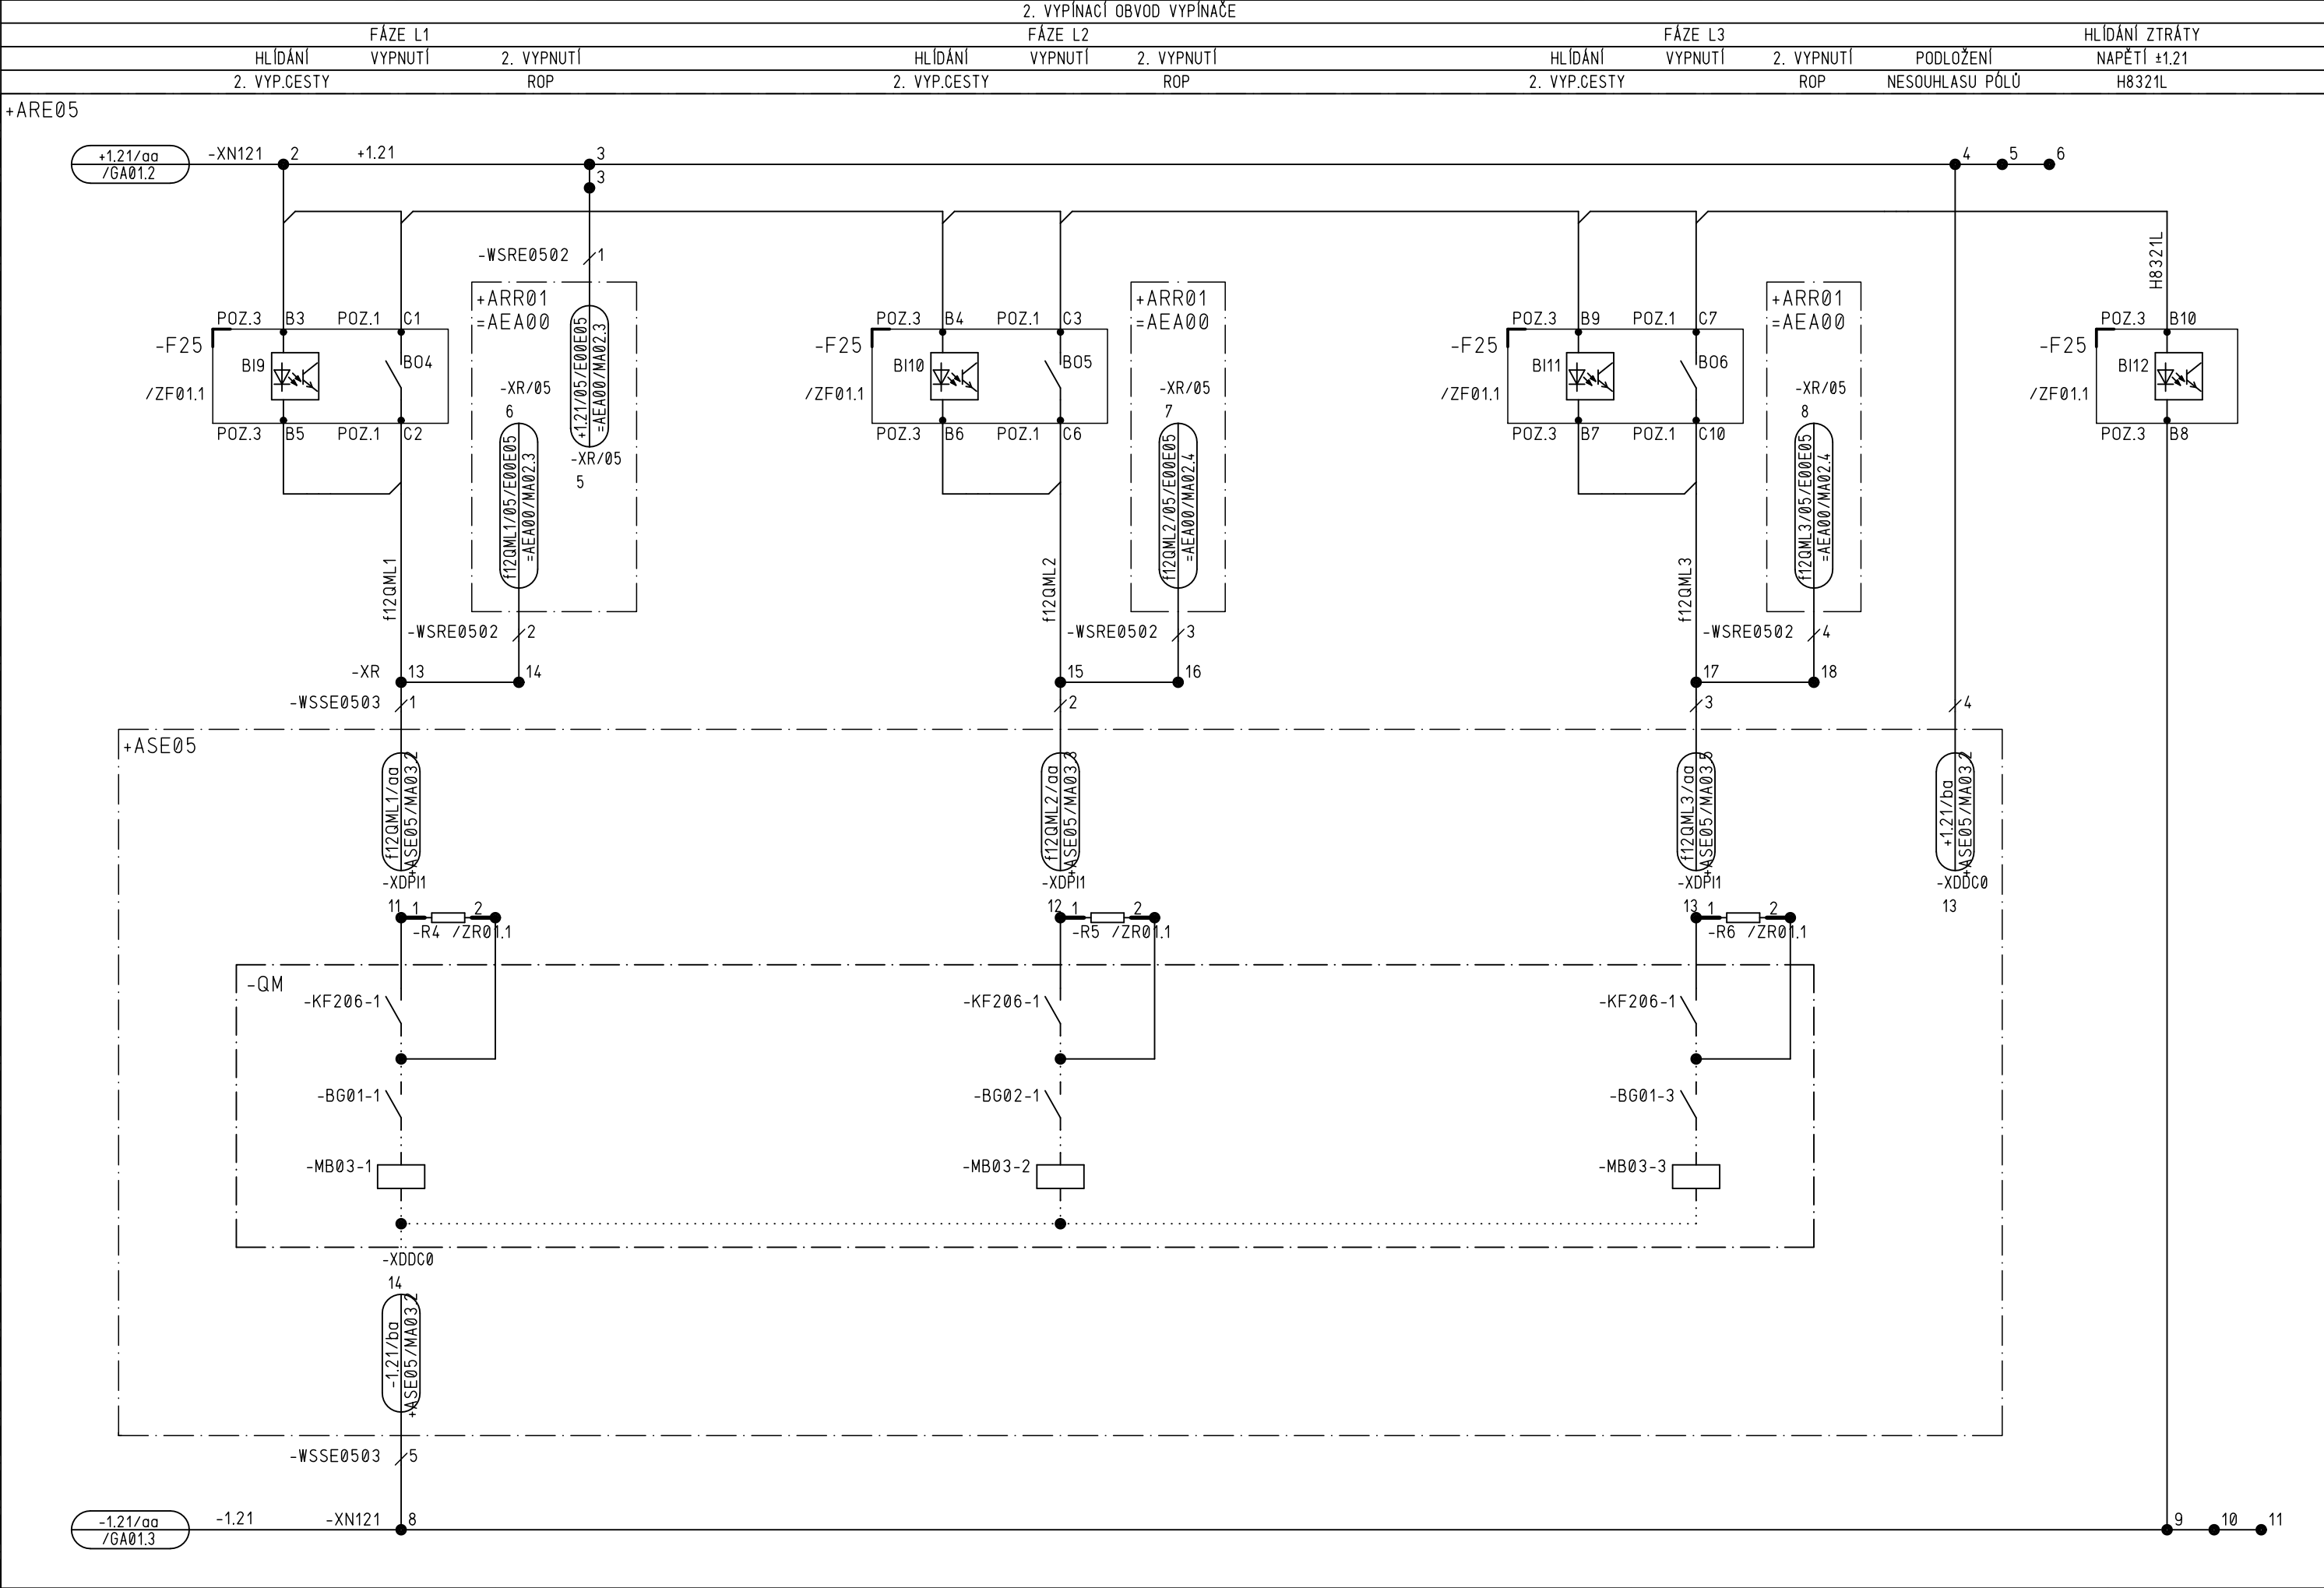 2. VYPÍNACÍ OBVOD VYPÍNAČE
FÁZE L1 FÁZE L2 FÁZE L3 HLÍDÁNÍ ZTRÁTY
HLÍDÁNÍ VYPNUTÍ 2. VYPNUTÍ HLÍDÁNÍ VYPNUTÍ 2. VYPNUTÍ HLÍDÁNÍ VYPNUTÍ 2. VYPNUTÍ PODLOŽENÍ NAPĚTÍ ±1.21
2. VYP.CESTY ROP 2. VYP.CESTY ROP 2. VYP.CESTY ROP NESOUHLASU PÓLŮ H8321L
+ARE05
+1.21/aa
/GA01.2
-XN121 2 +1.21 3 4 5 6
3
-WSRE0502 1
H8321L
+ARR01 +ARR01 +ARR01
=AEA00 =AEA00 =AEA00
POZ.3 B3 POZ.1 C1 POZ.3 B4 POZ.1 C3 POZ.3 B9 POZ.1 C7 POZ.3 B10
-F25 -F25 -F25 -F25
BI9 BO4 BI10 BO5 BI11 BO6 BI12
/ZF01.1 /ZF01.1 /ZF01.1 /ZF01.1
+1.21/05/E00E05
=AEA00/MA02.3
-XR/05 -XR/05 -XR/05
6 7 8
POZ.3 B5 POZ.1 C2 POZ.3 B6 POZ.1 C6 POZ.3 B7 POZ.1 C10 POZ.3 B8
-XR/05
5
f12QML1/05/E00E05
=AEA00/MA02.3
f12QML2/05/E00E05
=AEA00/MA02.4
f12QML3/05/E00E05
=AEA00/MA02.4
f12QML1 f12QML2 f12QML3
-WSRE0502 2 -WSRE0502 3 -WSRE0502 4
-XR 13 14 15 16 17 18
-WSSE0503 1 2 3 4
+ASE05
f12QML1/aa
+ASE05/MA03.2
f12QML2/aa
+ASE05/MA03.3
f12QML3/aa
+ASE05/MA03.5
+1.21/ba
+ASE05/MA03.2
-XDPI1 -XDPI1 -XDPI1 -XDDC0
11 1 2 12 1 2 13 1 2 13
-R4 /ZR01.1 -R5 /ZR01.1 -R6 /ZR01.1
-QM
-KF206-1 -KF206-1 -KF206-1
-BG01-1 -BG02-1 -BG01-3
-MB03-1 -MB03-2 -MB03-3
-XDDC0
14
-1.21/ba
+ASE05/MA03.2
-WSSE0503 5
-1.21/aa
/GA01.3
-1.21 -XN121 8 9 10 11